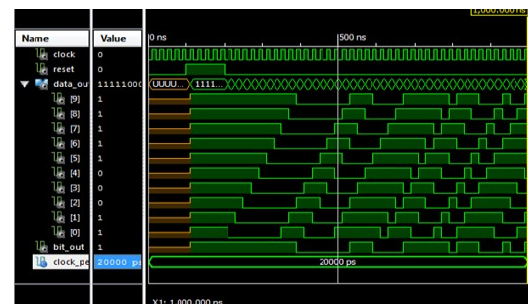 1,000.000 ns
Name Value 0 ns 500 ns
clock 0
reset 0
data_ou 1111100( UUUU... 1111...
[9] 1
[8] 1
[7] 1
[6] 1
[5] 1
[4] 0
[3] 0
[2] 0
[1] 1
[0] 1
bit_out 1
clock_pe 20000 ps 20000 ps
X1: 1,000.000 ns